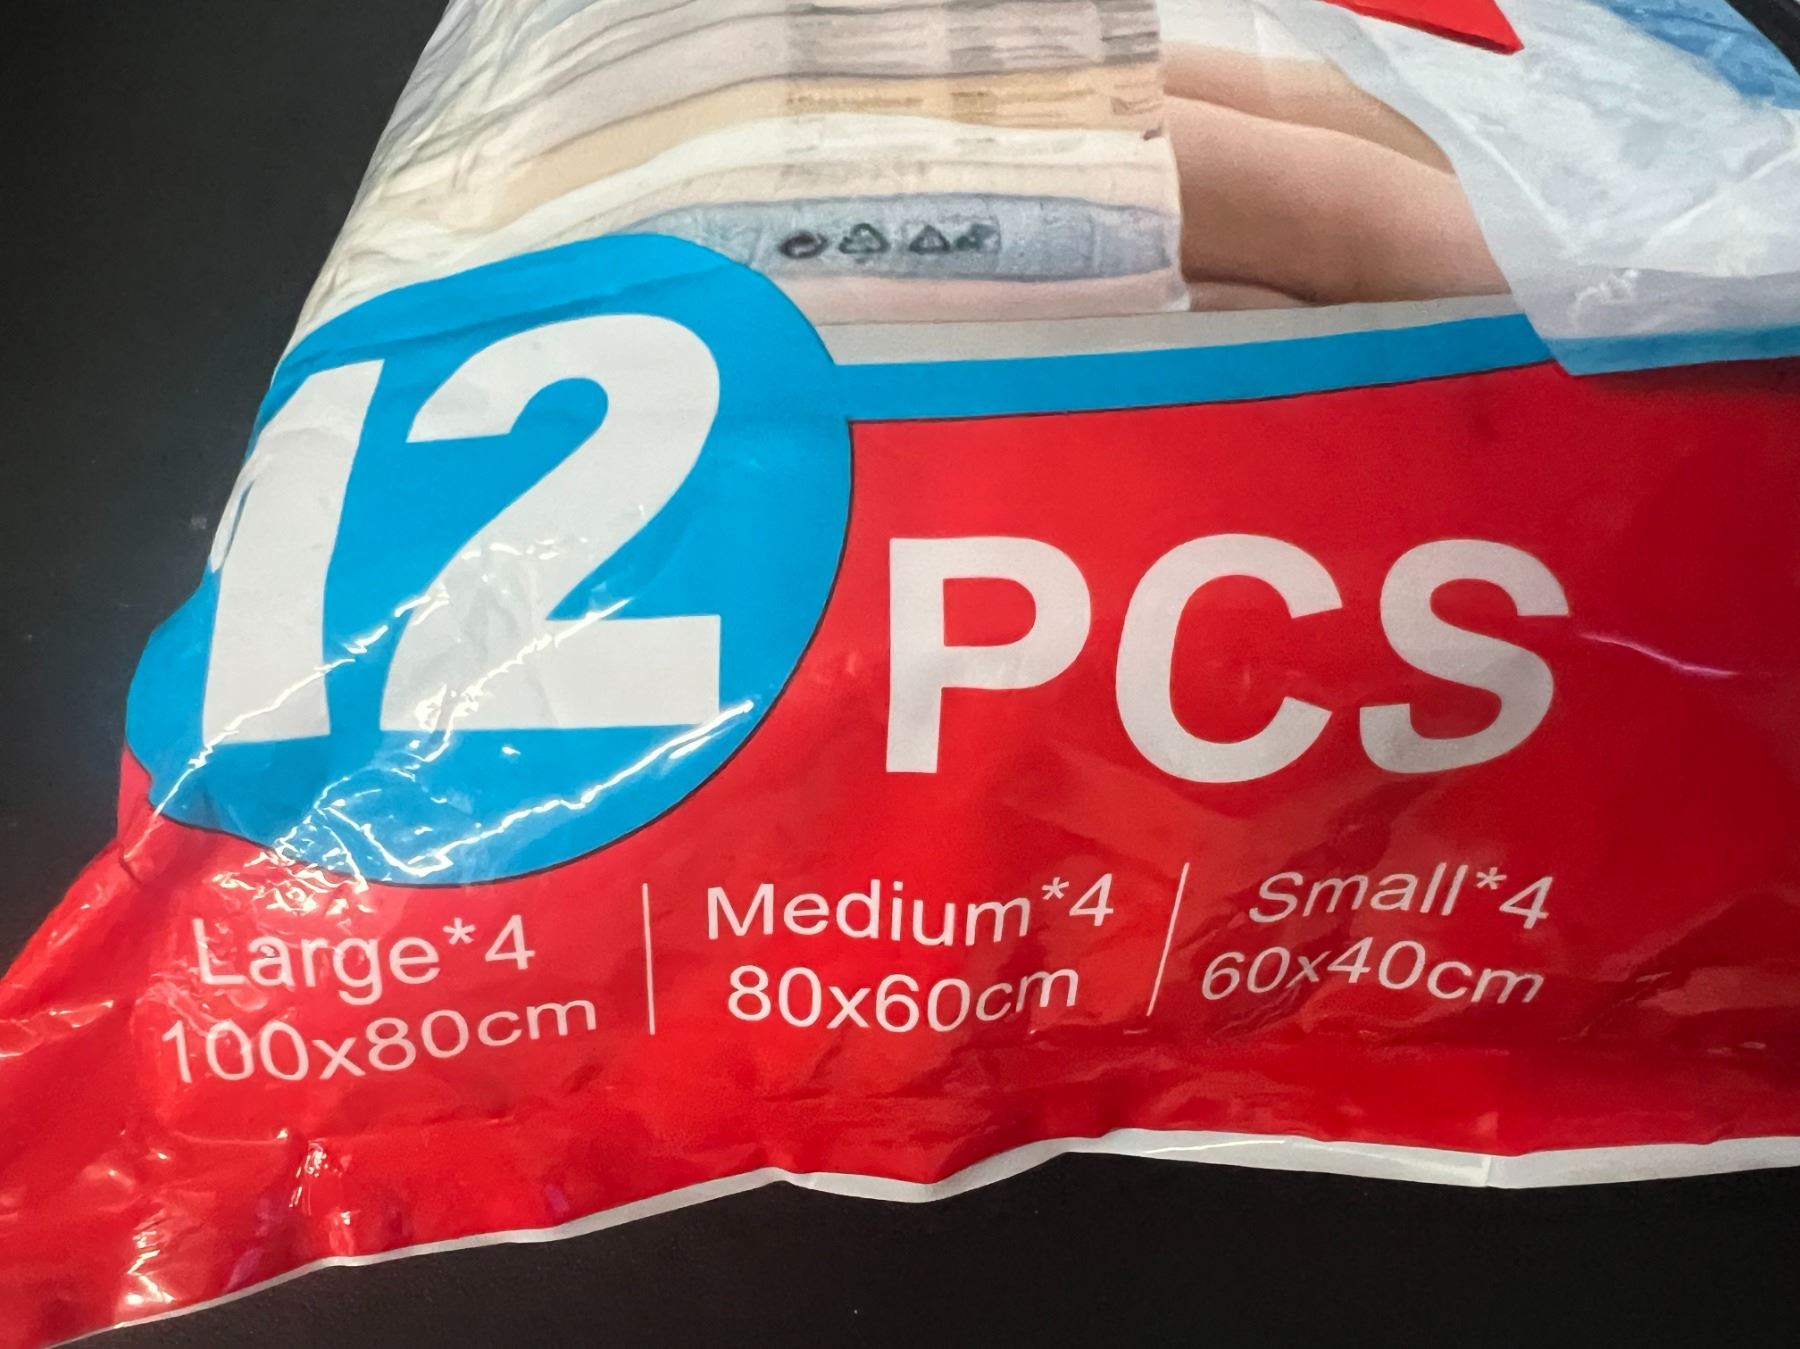 12 PCS
Large*4
100x80cm
Medium*4
80x60cm
Small*4
60x40cm